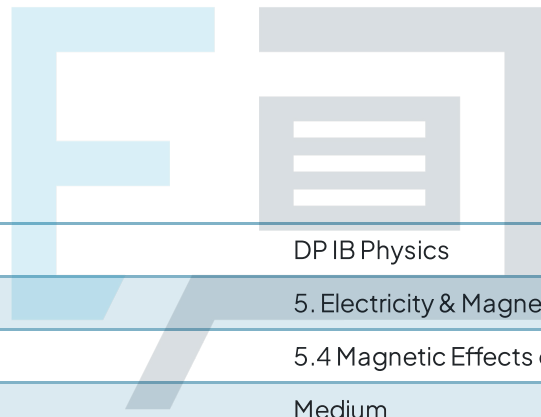 DP IB Physics
5. Electricity & Magne
5.4 Magnetic Effects
Medium